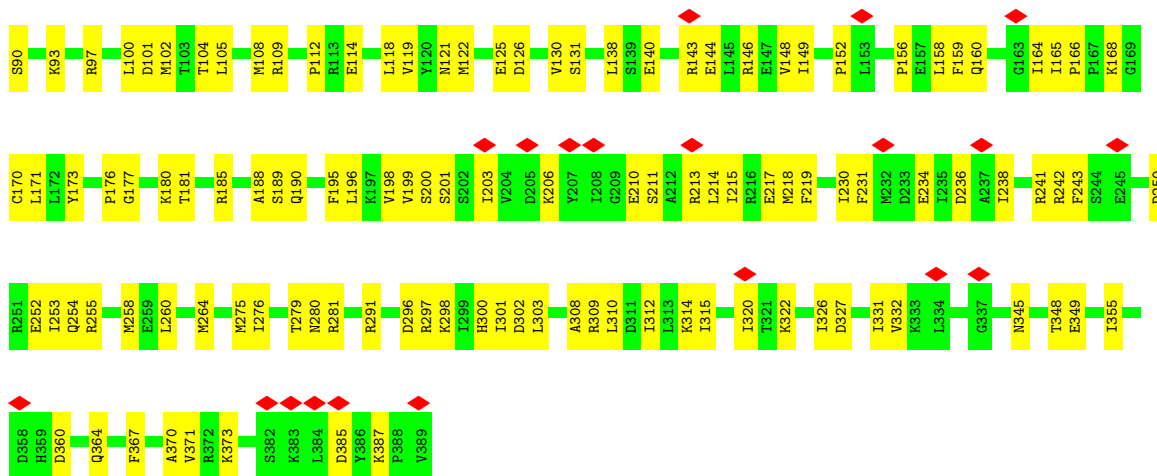 S90 K93 R97 L100 D101 M102 T103 T104 L105 M108 R109 P112 R113 E114 L118 V119 Y120 N121 M122 E125 D126 V130 S131 L138 S139 E140 R143 E144 L145 R146 E147 V148 I149 P152 L153 P156 E157 L158 F159 Q160 G163 I164 I165 P166 P167 K168 G169
C170 L171 L172 Y173 P176 G177 K180 T181 R185 A188 S189 Q190 F195 L196 K197 V198 V199 S200 S201 S202 I203 V204 D205 K206 Y207 I208 G209 E210 S211 A212 R213 L214 I215 R216 E217 M218 F219 I230 F231 M232 D233 E234 I235 D236 A237 I238 R241 R242 F243 S244 E245
R251 E252 I253 Q254 R255 M258 E259 L260 M264 M275 I276 T279 N280 R281 R291 D296 R297 K298 I299 H300 I301 D302 L303 A308 R309 L310 D311 I312 L313 K314 I315 I320 T321 K322 I326 D327 I331 V332 K333 L334 G337 N345 T348 E349 I355
D358 H359 D360 Q364 F367 A370 V371 R372 K373 S382 K383 L384 D385 Y386 K387 P388 V389